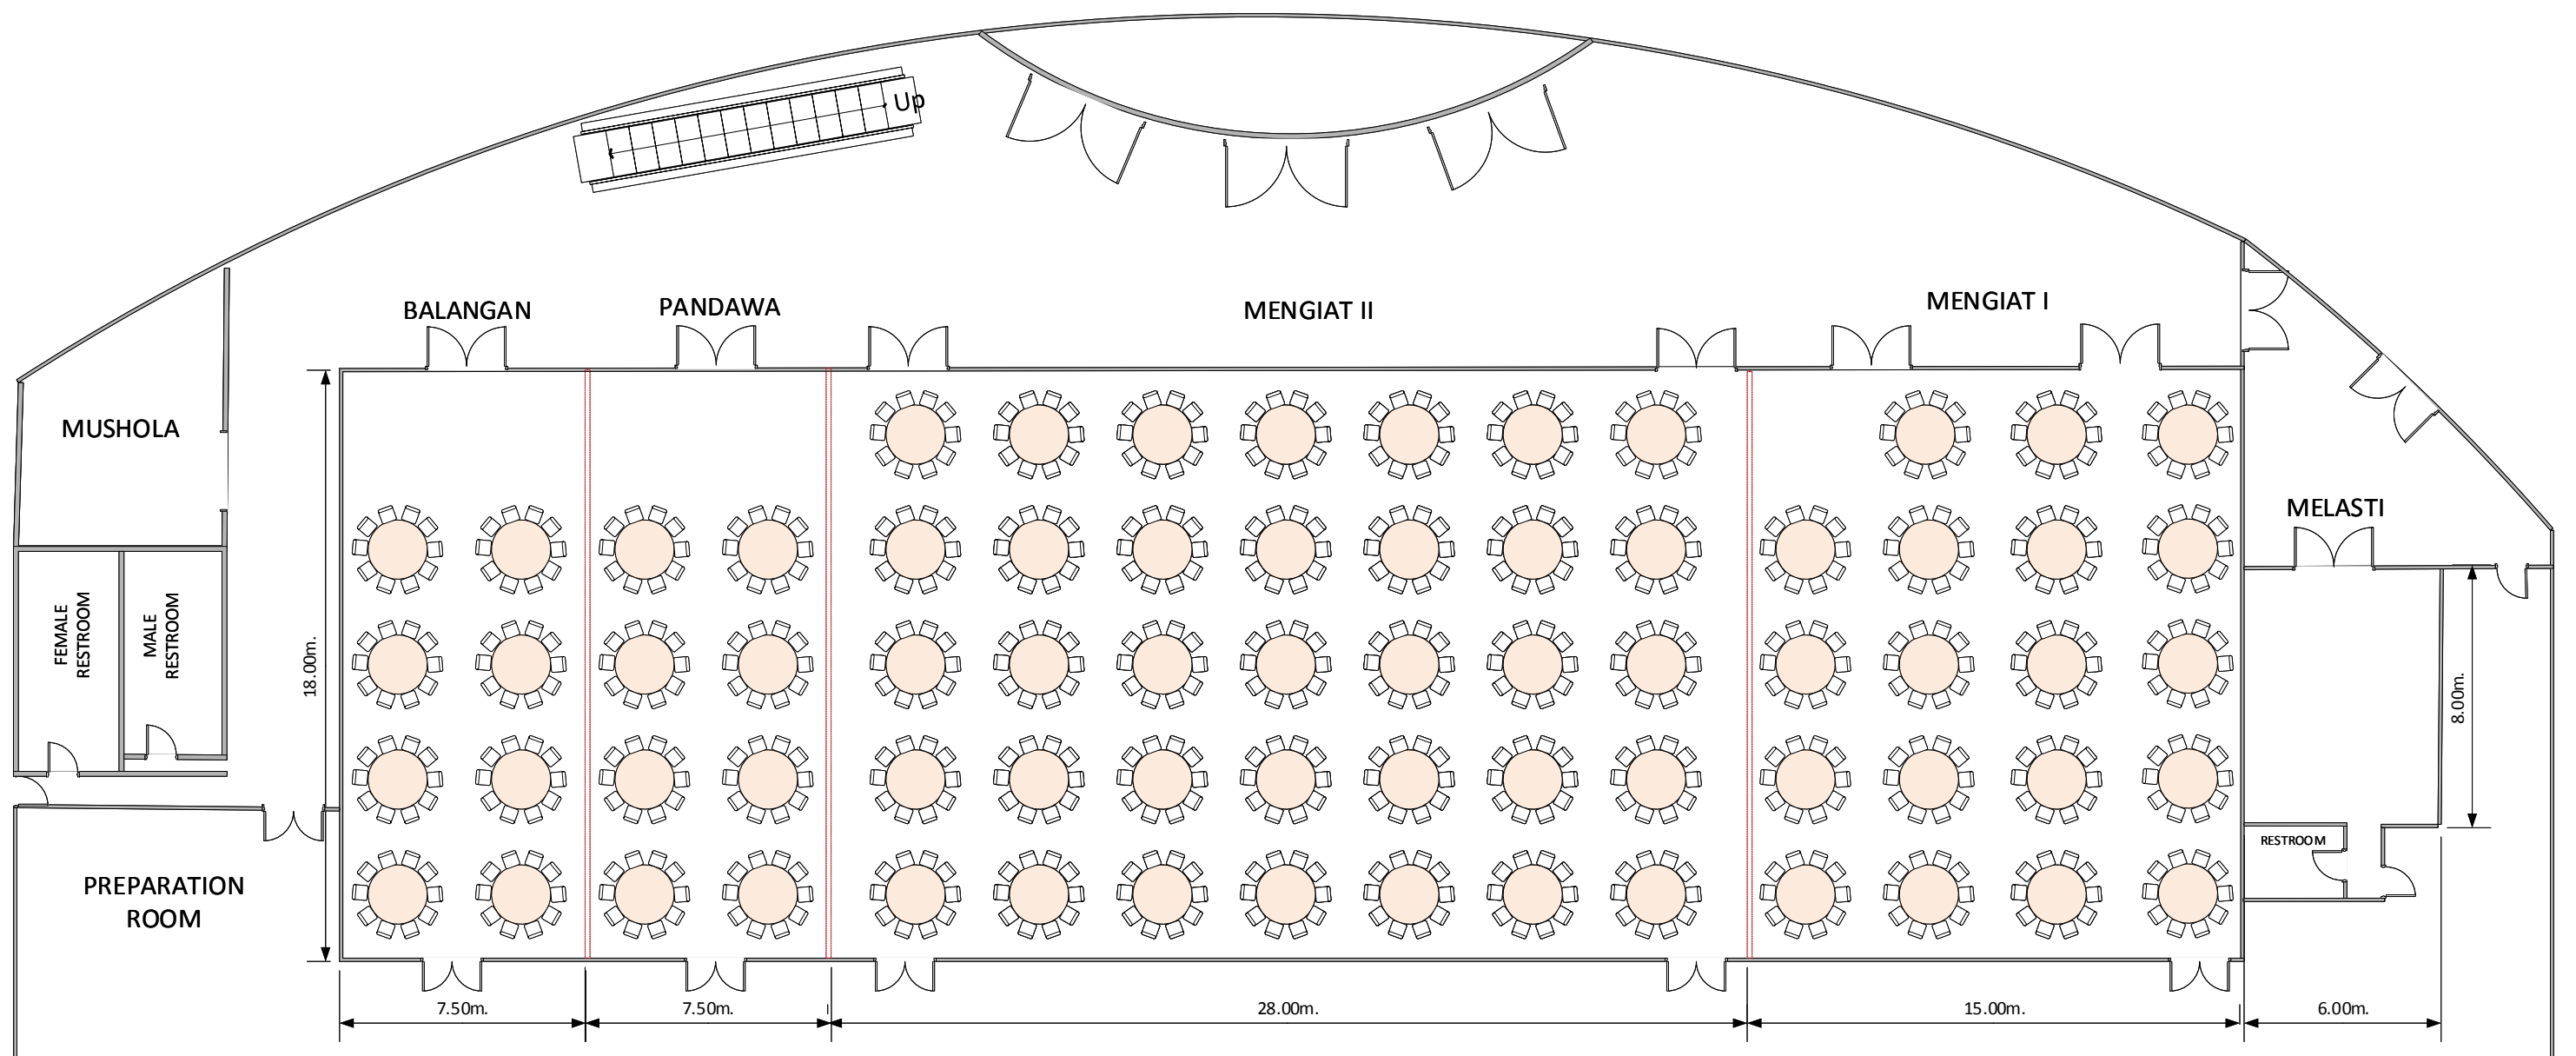 Up
BALANGAN
PANDAWA
MENGIAT II
MENGIAT I
MUSHOLA
MELASTI
FEMALE
RESTROOM
MALE
RESTROOM
18.00m.
8.00m.
RESTROOM
PREPARATION
ROOM
7.50m.
7.50m.
28.00m.
15.00m.
6.00m.